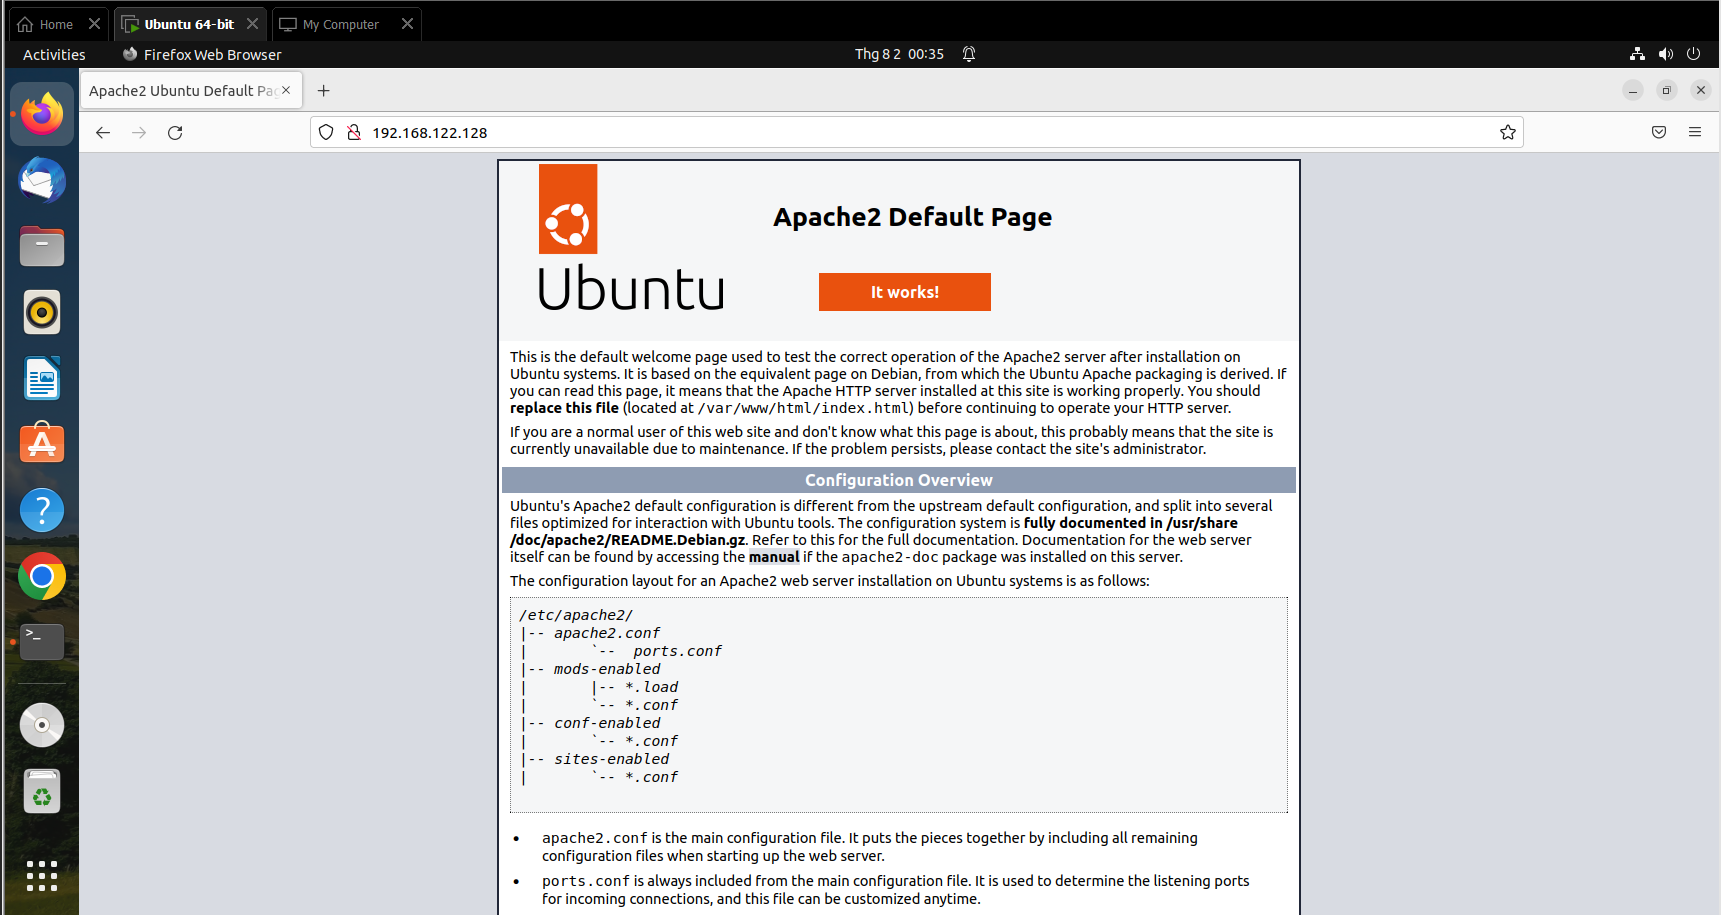 Home
Ubuntu 64-bit
My Computer
Activities
Firefox Web Browser
Thg 8 2 00:35
Apache2 Ubuntu Default Pag
192.168.122.128
Apache2 Default Page
Ubuntu
It works!
This is the default welcome page used to test the correct operation of the Apache2 server after installation on
Ubuntu systems. It is based on the equivalent page on Debian, from which the Ubuntu Apache packaging is derived. If
you can read this page, it means that the Apache HTTP server installed at this site is working properly. You should
replace this file (located at /var/www/html/index.html) before continuing to operate your HTTP server.
If you are a normal user of this web site and don't know what this page is about, this probably means that the site is
currently unavailable due to maintenance. If the problem persists, please contact the site's administrator.
Configuration Overview
Ubuntu's Apache2 default configuration is different from the upstream default configuration, and split into several
files optimized for interaction with Ubuntu tools. The configuration system is fully documented in /usr/share
/doc/apache2/README.Debian.gz. Refer to this for the full documentation. Documentation for the web server
itself can be found by accessing the manual if the apache2-doc package was installed on this server.
The configuration layout for an Apache2 web server installation on Ubuntu systems is as follows:
/etc/apache2/
|-- apache2.conf
|       `--  ports.conf
|-- mods-enabled
|       |-- *.load
|       `-- *.conf
|-- conf-enabled
|       `-- *.conf
|-- sites-enabled
|       `-- *.conf
• apache2.conf is the main configuration file. It puts the pieces together by including all remaining
configuration files when starting up the web server.
• ports.conf is always included from the main configuration file. It is used to determine the listening ports
for incoming connections, and this file can be customized anytime.